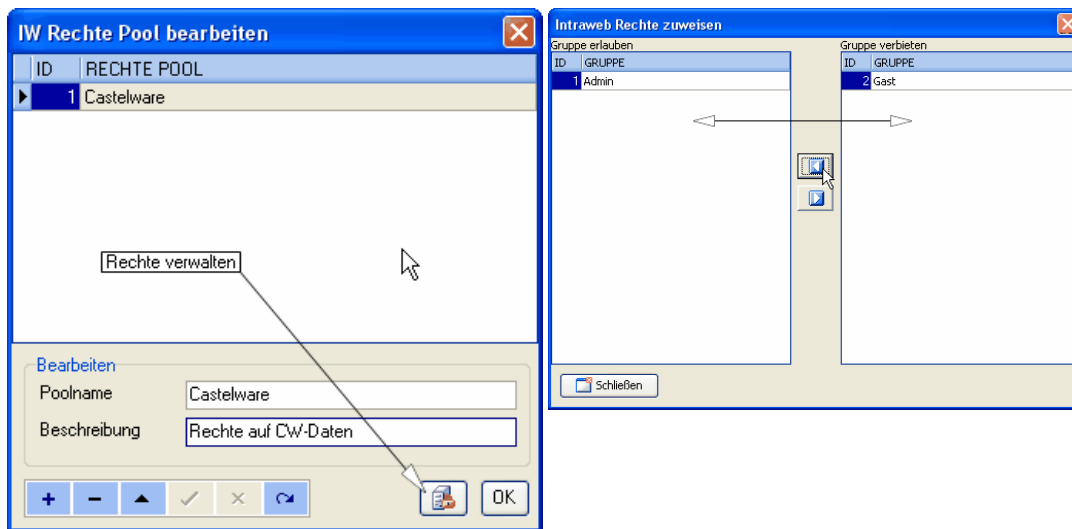 IW Rechte Pool bearbeiten
ID RECHTE POOL
1 Castelware
Rechte verwalten
Bearbeiten
Poolname Castelware
Beschreibung Rechte auf CW-Daten
OK
Intraweb Rechte zuweisen
Gruppe erlauben Gruppe verbieten
ID GRUPPE ID GRUPPE
1 Admin 2 Gast
Schließen